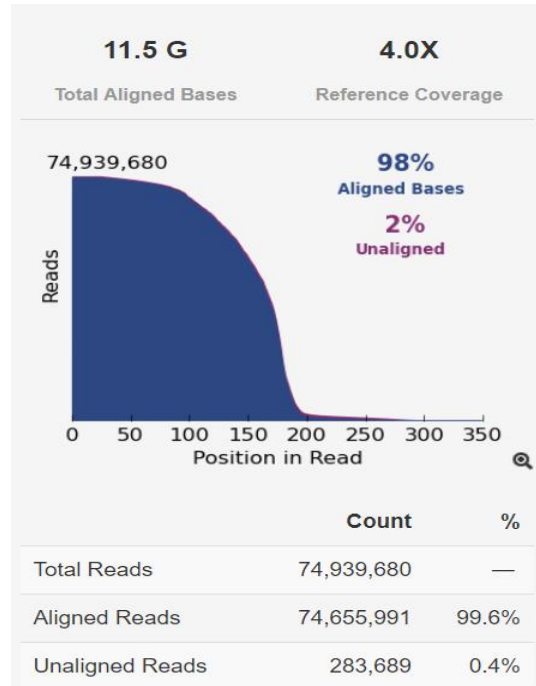 11.5 G 4.0X
Total Aligned Bases Reference Coverage
74,939,680
98%
Aligned Bases
2%
Unaligned
Reads
0 50 100 150 200 250 300 350
Position in Read
Count %
Total Reads 74,939,680 —
Aligned Reads 74,655,991 99.6%
Unaligned Reads 283,689 0.4%